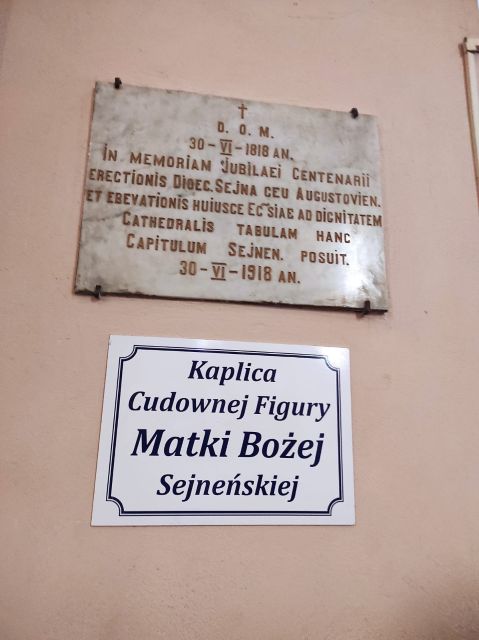 D. O. M.
30-VI-1818 AN.
IN MEMORIAM JUBILAEI CENTENARII
ERECTIONIS DIOEC. SEJNA CEU AUGUSTOVIEN.
ET EBEVATIONIS HUIUSCE ECSIAE AD DIGNITATEM
CATHEDRALIS TABULAM HANC
CAPITULUM SEJNEN. POSUIT.
30-VI-1918 AN.
Kaplica
Cudownej Figury
Matki Bożej
Sejneńskiej